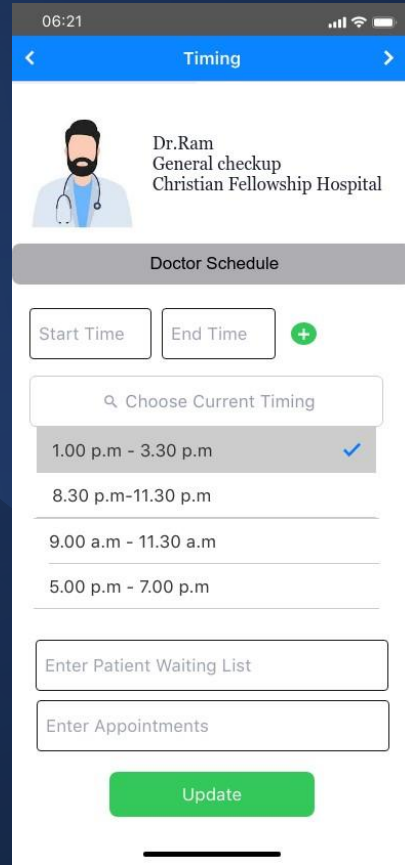 06:21
Timing
Dr.Ram
General checkup
Christian Fellowship Hospital
Doctor Schedule
Start Time End Time
Choose Current Timing
1.00 p.m - 3.30 p.m
8.30 p.m-11.30 p.m
9.00 a.m - 11.30 a.m
5.00 p.m - 7.00 p.m
Enter Patient Waiting List
Enter Appointments
Update